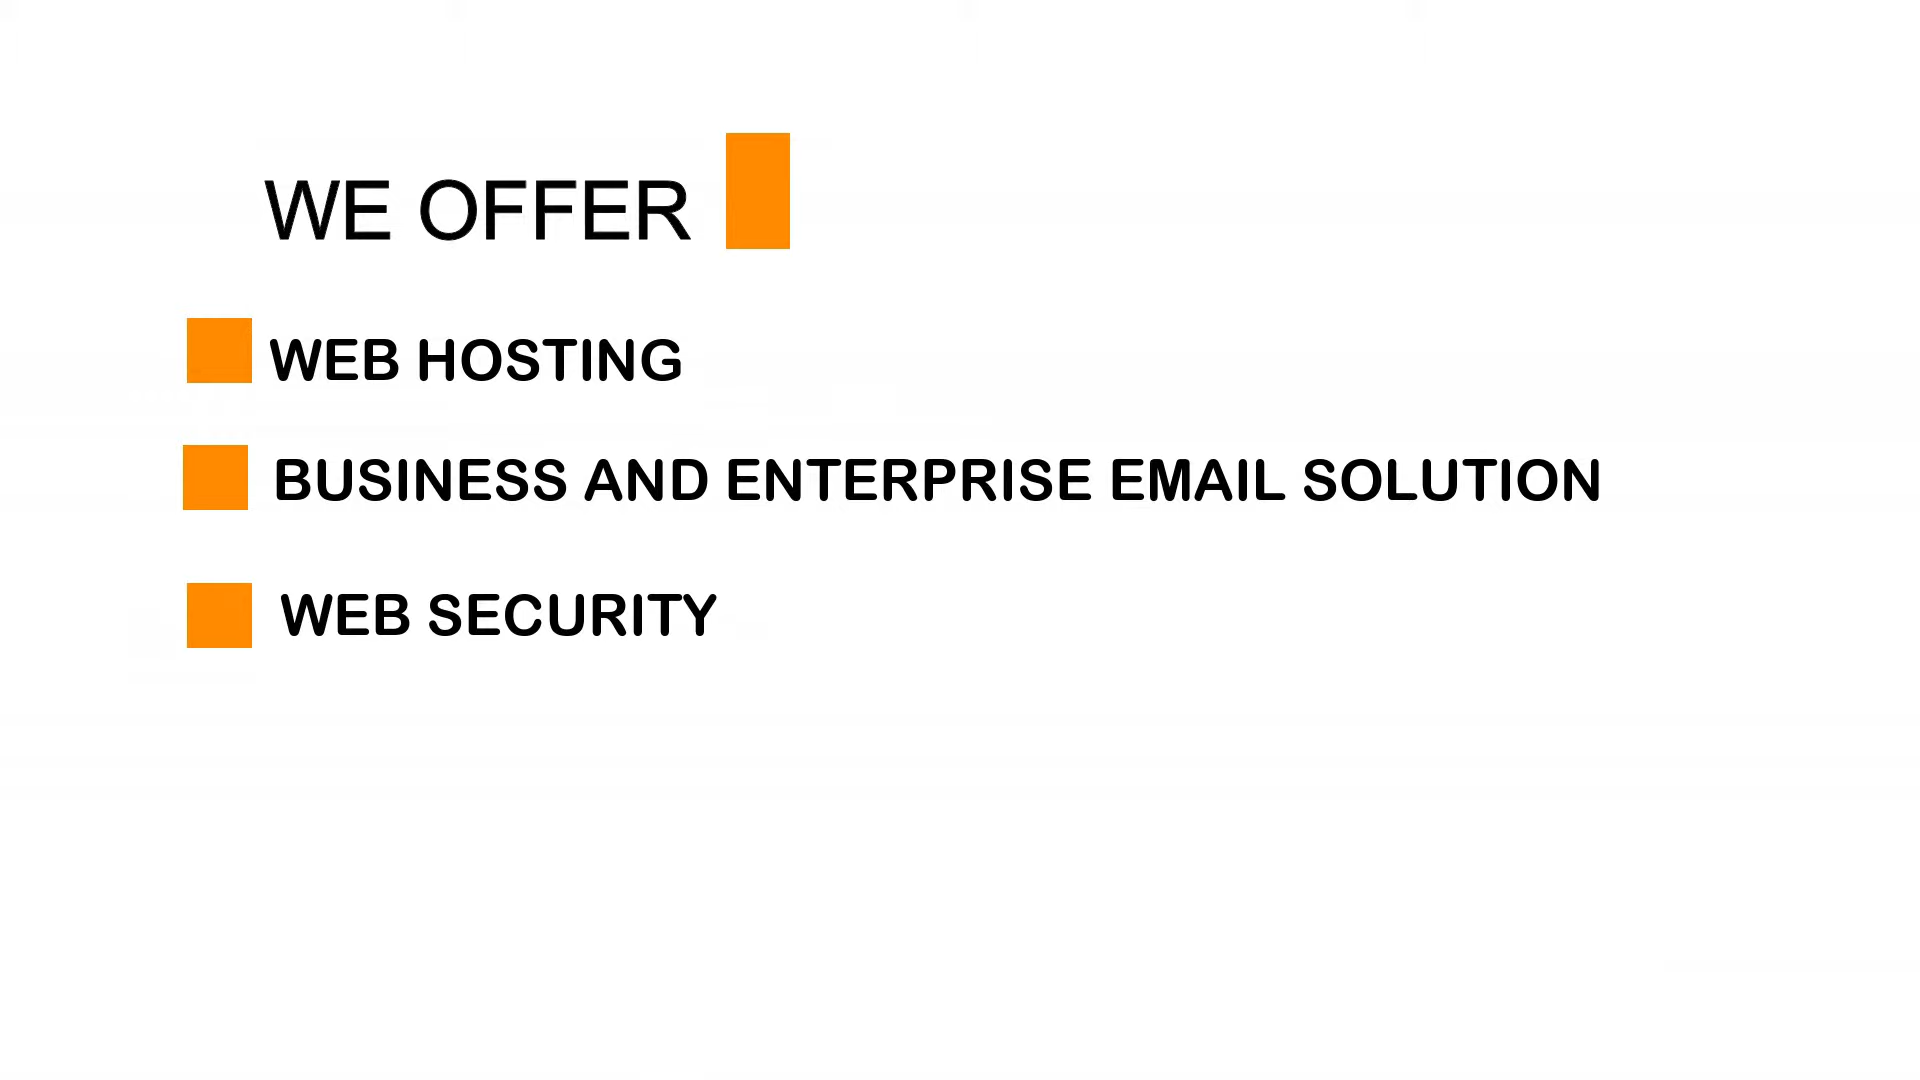 WE OFFER
WEB HOSTING
BUSINESS AND ENTERPRISE EMAIL SOLUTION
WEB SECURITY